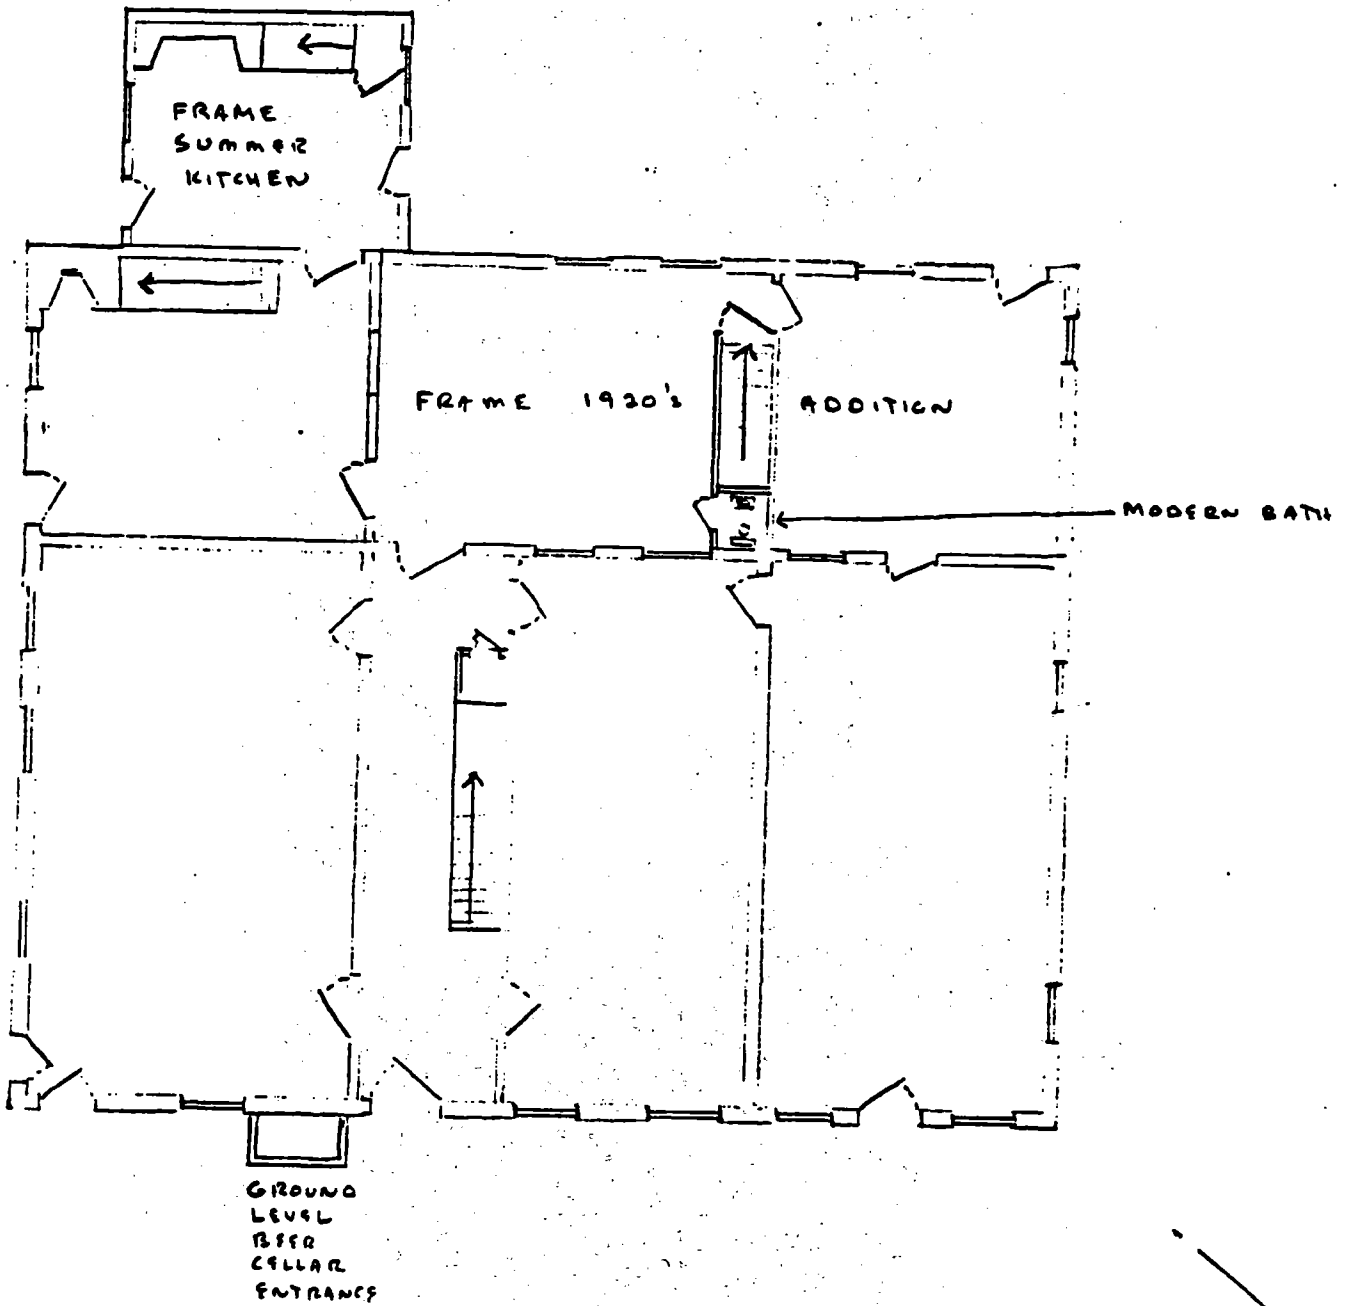 FRAME
SUMMER
KITCHEN
FRAME 1920's ADDITION
MODERN BATH
GROUND
LEVEL
BEER
CELLAR
ENTRANCE